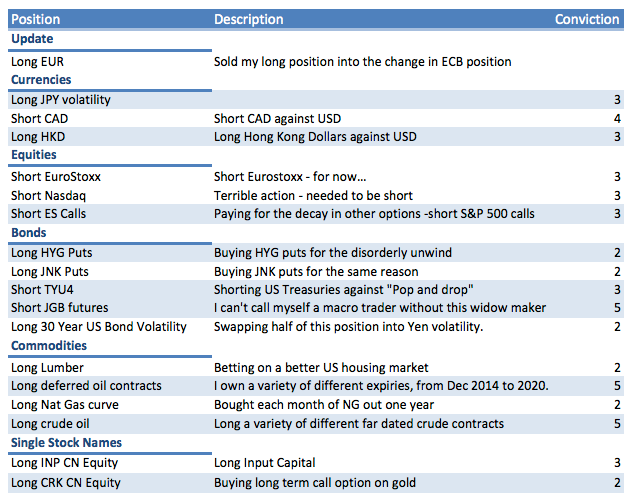 Position Description Conviction
Update
Long EUR Sold my long position into the change in ECB position
Currencies
Long JPY volatility 3
Short CAD Short CAD against USD 4
Long HKD Long Hong Kong Dollars against USD 3
Equities
Short EuroStoxx Short Eurostoxx - for now... 3
Short Nasdaq Terrible action - needed to be short 3
Short ES Calls Paying for the decay in other options -short S&P 500 calls 3
Bonds
Long HYG Puts Buying HYG puts for the disorderly unwind 2
Long JNK Puts Buying JNK puts for the same reason 2
Short TYU4 Shorting US Treasuries against "Pop and drop" 3
Short JGB futures I can't call myself a macro trader without this widow maker 5
Long 30 Year US Bond Volatility Swapping half of this position into Yen volatility. 2
Commodities
Long Lumber Betting on a better US housing market 2
Long deferred oil contracts I own a variety of different expiries, from Dec 2014 to 2020. 5
Long Nat Gas curve Bought each month of NG out one year 2
Long crude oil Long a variety of different far dated crude contracts 5
Single Stock Names
Long INP CN Equity Long Input Capital 3
Long CRK CN Equity Buying long term call option on gold 2